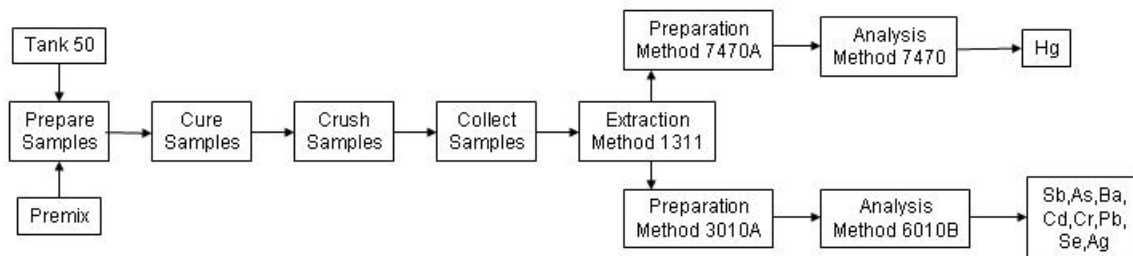 Tank 50
Prepare
Samples
Premix
Cure
Samples
Crush
Samples
Collect
Samples
Extraction
Method 1311
Preparation
Method 7470A
Analysis
Method 7470
Hg
Preparation
Method 3010A
Analysis
Method 6010B
Sb,As,Ba,
Cd,Cr,Pb,
Se,Ag